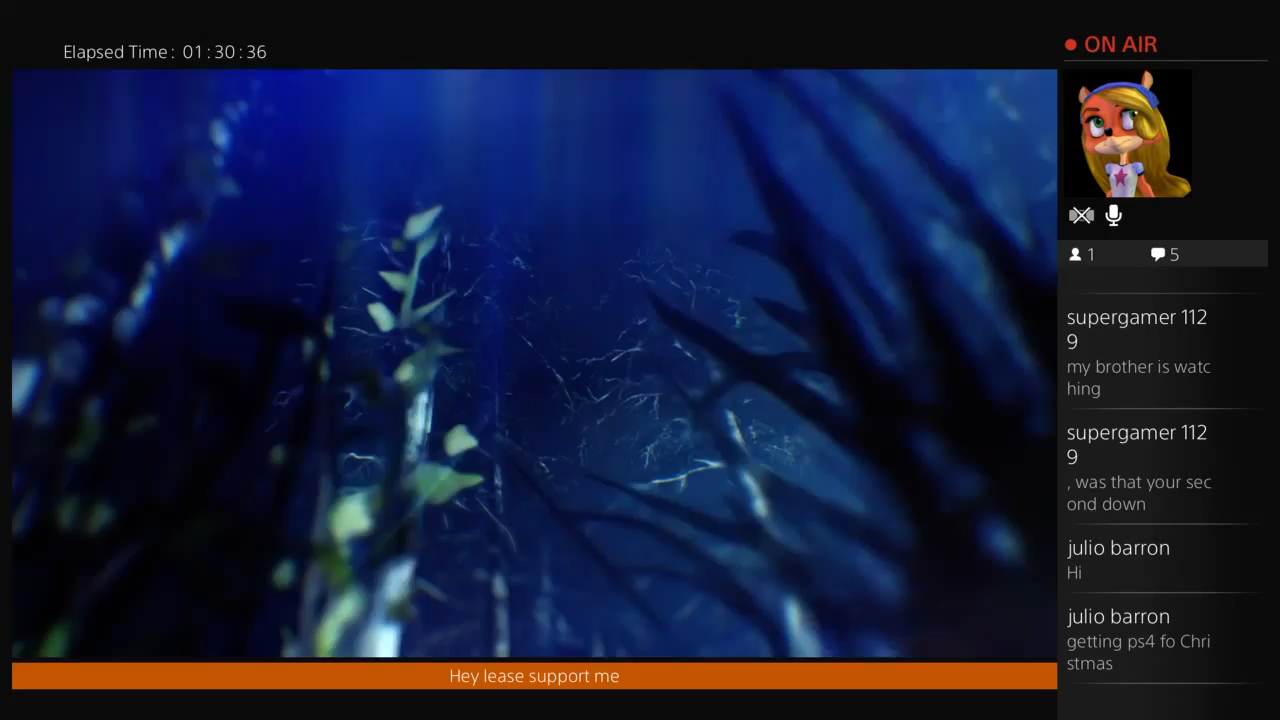 Elapsed Time: 01:30:36
ON AIR
1 5
supergamer 112
9
my brother is watc
hing
supergamer 112
9
, was that your sec
ond down
julio barron
Hi
julio barron
getting ps4 fo Chri
stmas
Hey lease support me